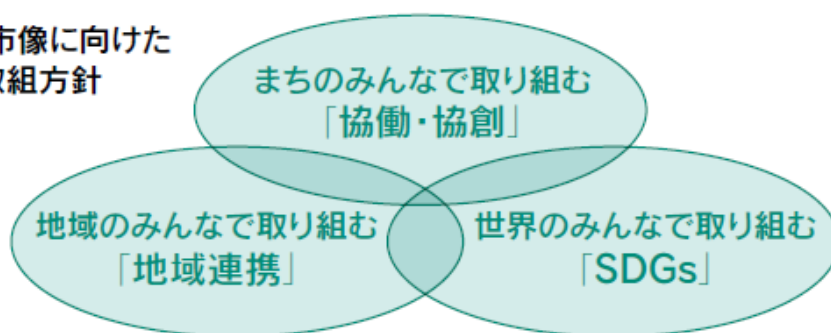 市像に向けた
取組方針
まちのみんなで取り組む
「協働・協創」
地域のみんなで取り組む
「地域連携」
世界のみんなで取り組む
「SDGs」